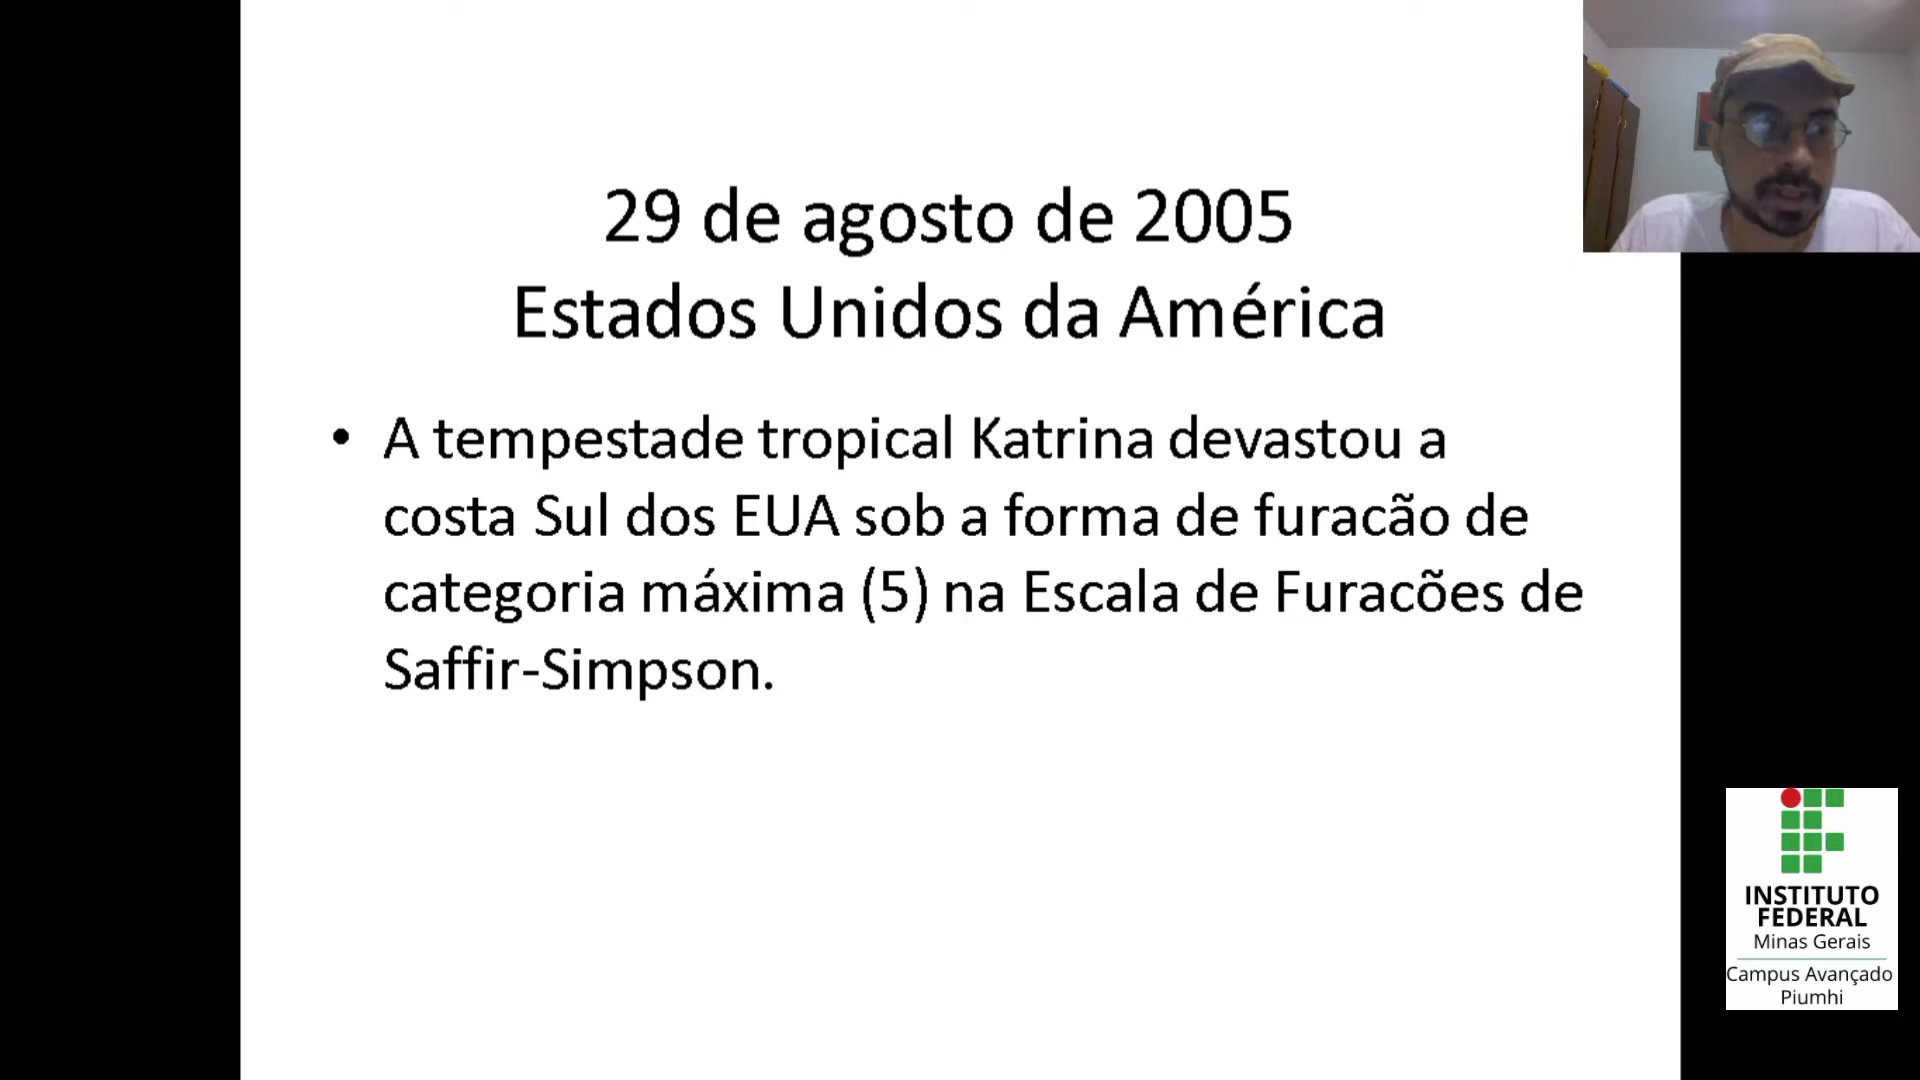 29 de agosto de 2005
Estados Unidos da América
• A tempestade tropical Katrina devastou a
costa Sul dos EUA sob a forma de furacão de
categoria máxima (5) na Escala de Furacões de
Saffir-Simpson.
INSTITUTO
FEDERAL
Minas Gerais
Campus Avançado
Piumhi